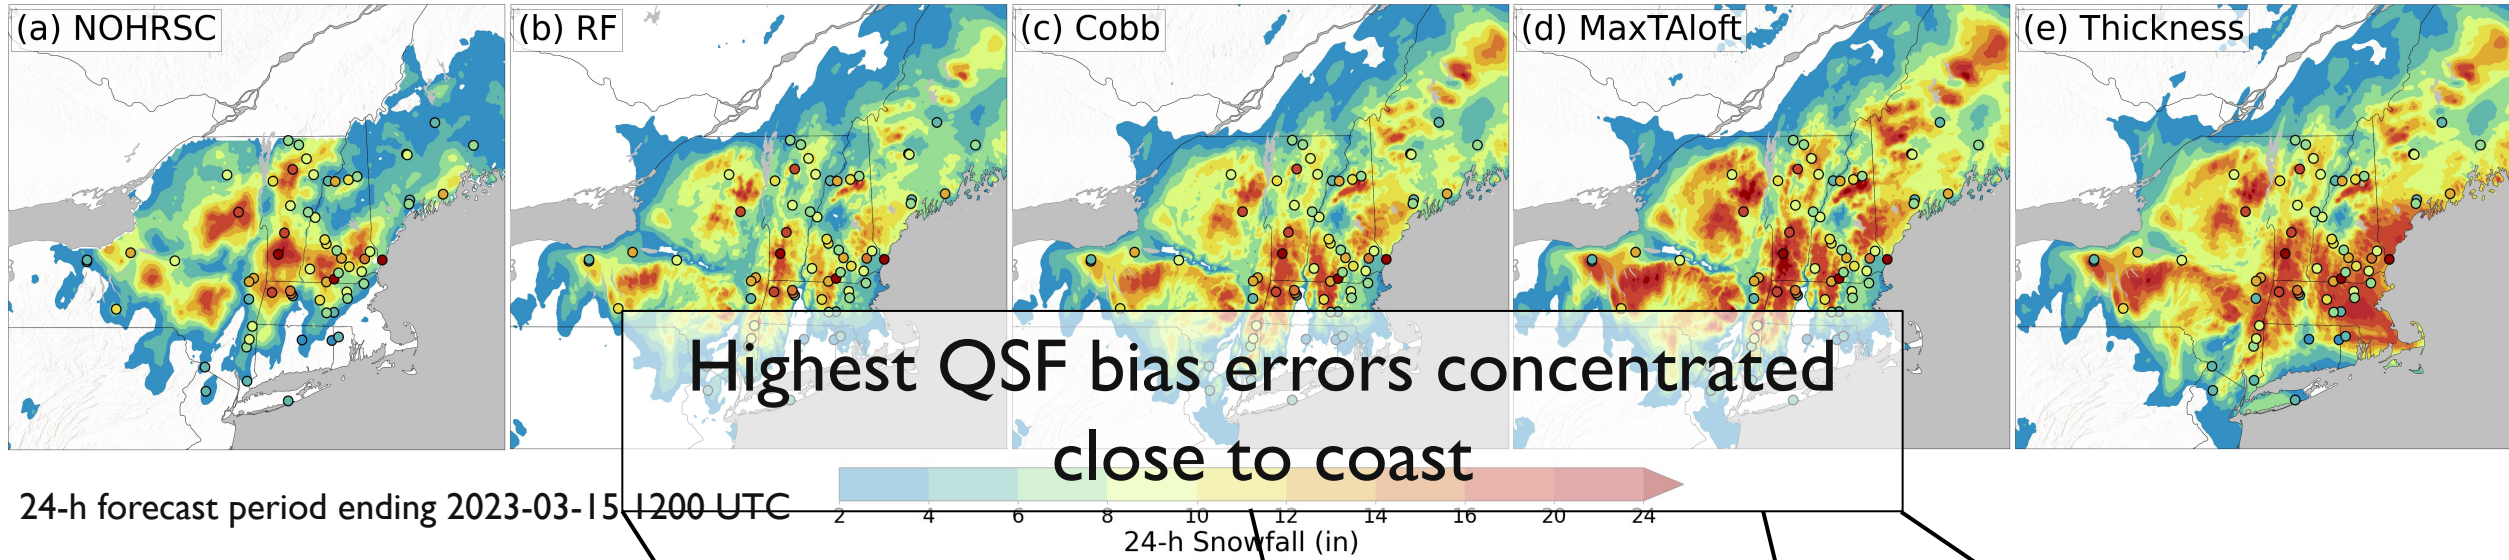 (a) NOHRSC
(b) RF
(c) Cobb
(d) MaxTAloft
(e) Thickness
Highest QSF bias errors concentrated
close to coast
24-h forecast period ending 2023-03-15 1200 UTC
2 4 6 8 10 12 14 16 20 24
24-h Snowfall (in)